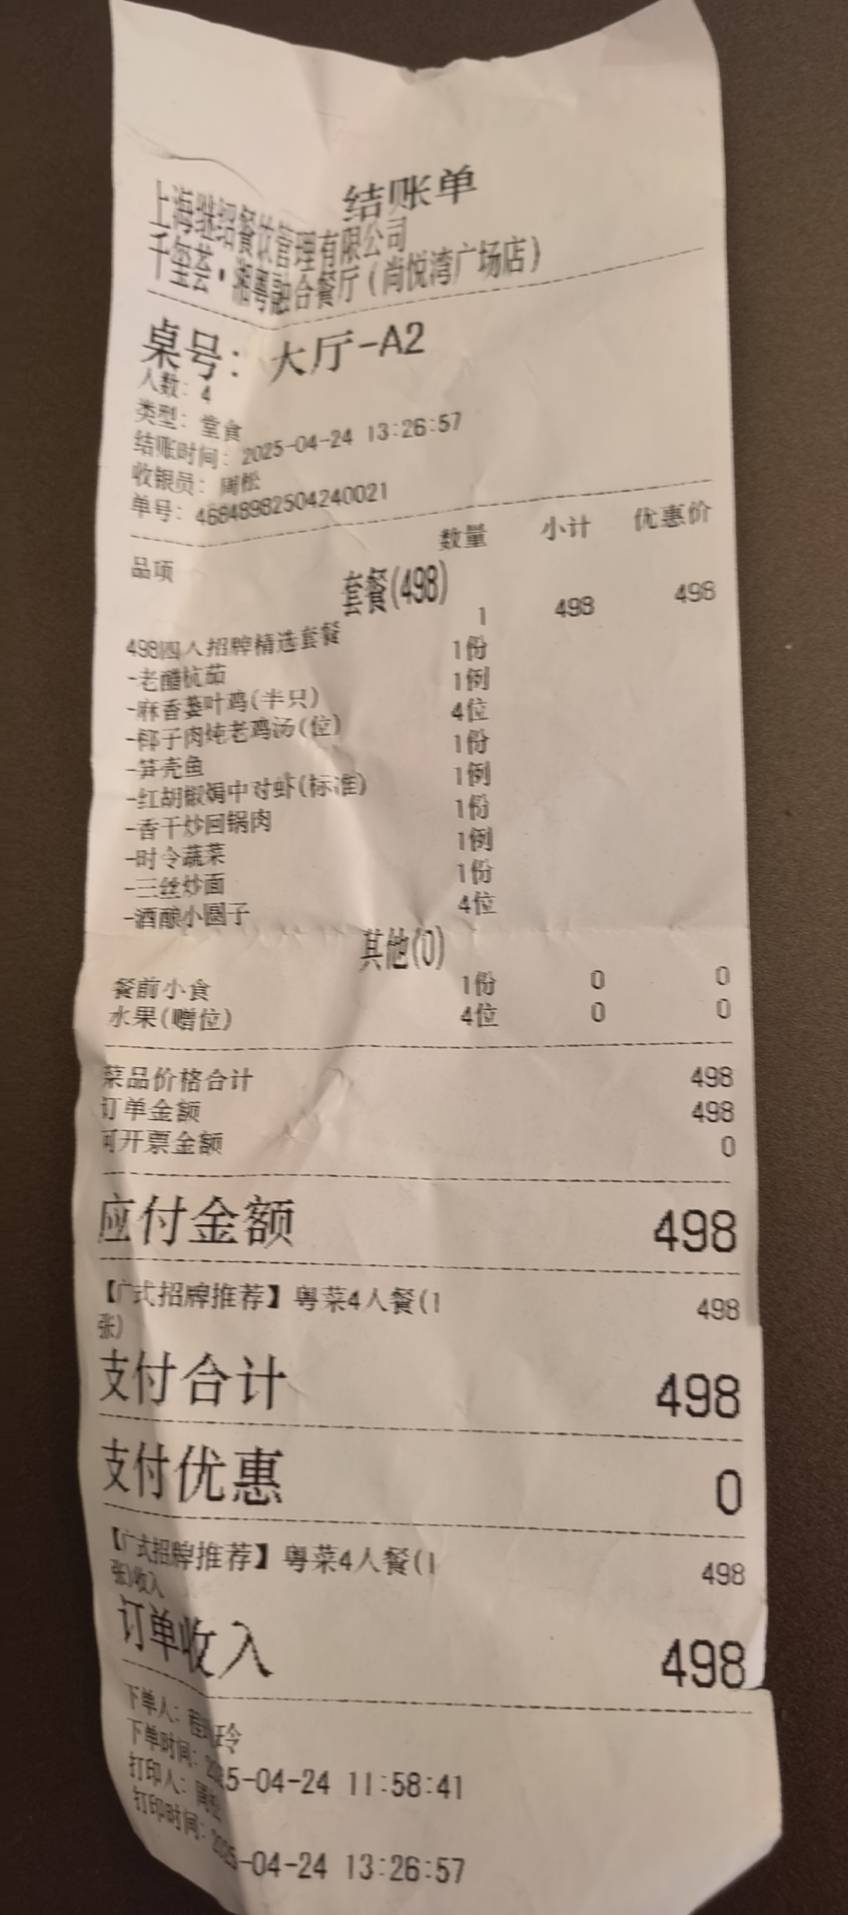 结账单
上海继绍餐饮管理有限公司
千玺荟·湘粤融合餐厅(尚悦湾广场店)
桌号: 大厅-A2
人数: 4
类型: 堂食
结账时间: 2025-04-24 13:26:57
收银员: 周松
单号: 46848982504240021
品项 数量 小计 优惠价
套餐(498)
498四人招牌精选套餐 1 498 498
-老醋杭茄 1份
-麻香蒌叶鸡(半只) 1例
-椰子肉炖老鸡汤(位) 4位
-笋壳鱼 1份
-红胡椒焗中对虾(标准) 1例
-香干炒回锅肉 1份
-时令蔬菜 1例
-三丝炒面 1份
-酒酿小圆子 4位
其他(0)
餐前小食 1份 0 0
水果(赠位) 4位 0 0
菜品价格合计 498
订单金额 498
可开票金额 0
应付金额 498
【广式招牌推荐】粤菜4人餐(1 498
张)
支付合计 498
支付优惠 0
【广式招牌推荐】粤菜4人餐(1 498
张)收入
订单收入 498
下单人: 程 玲
下单时间: 2025-04-24 11:58:41
打印人: 周松
打印时间: 2025-04-24 13:26:57